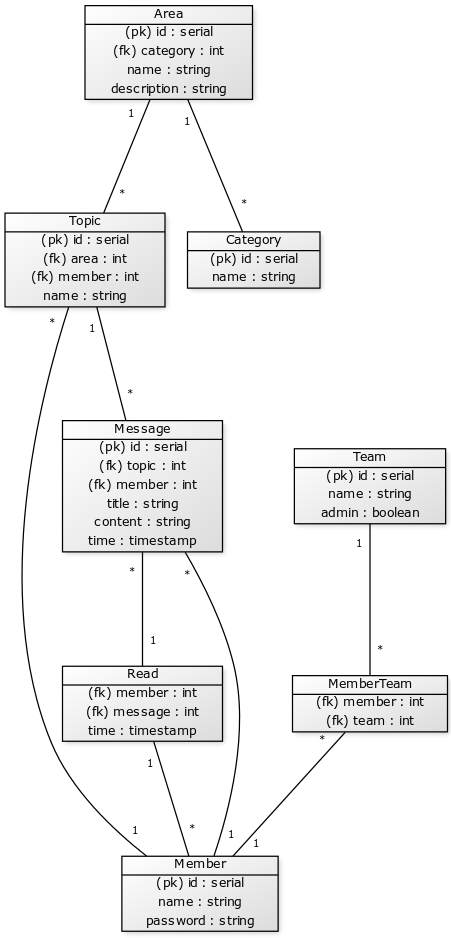 Area
(pk) id : serial
(fk) category : int
name : string
description : string
1
1
*
*
Topic
(pk) id : serial
(fk) area : int
(fk) member : int
name : string
Category
(pk) id : serial
name : string
*
1
*
Message
(pk) id : serial
(fk) topic : int
(fk) member : int
title : string
content : string
time : timestamp
Team
(pk) id : serial
name : string
admin : boolean
1
*
*
1
*
Read
(fk) member : int
(fk) message : int
time : timestamp
MemberTeam
(fk) member : int
(fk) team : int
*
1
*
1
1
1
Member
(pk) id : serial
name : string
password : string